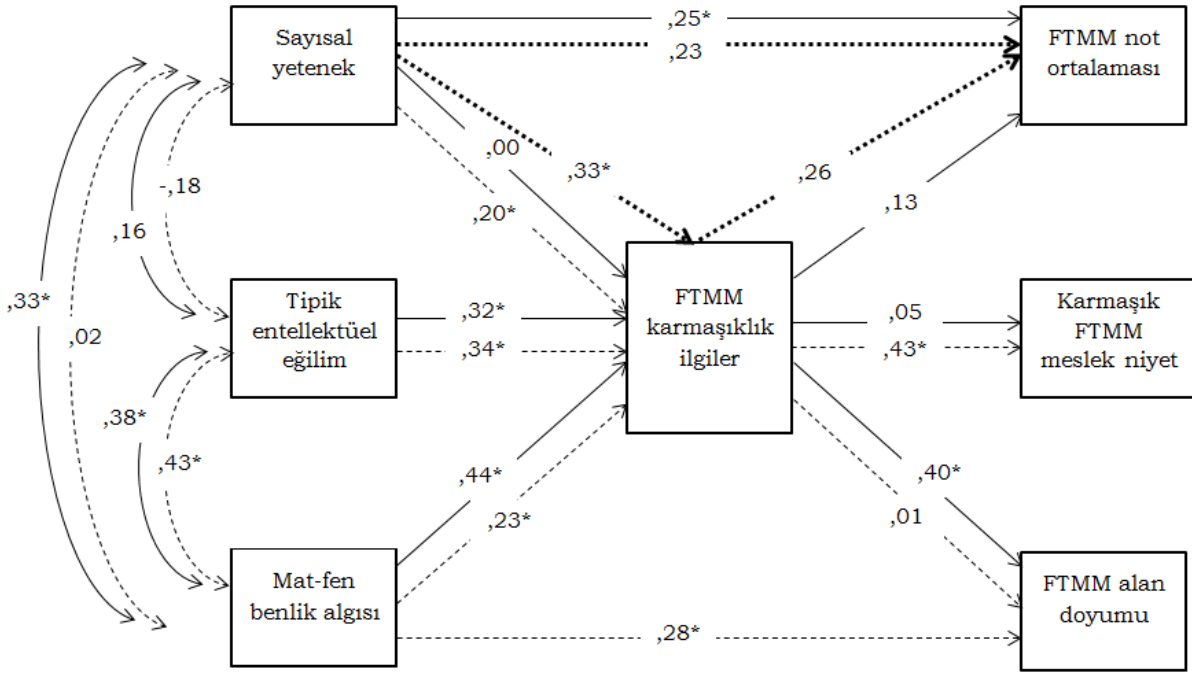 Sayısal
yetenek
,25*
,23
FTMM not
ortalaması
,00
,33*
,20*
,26
,13
-,18
,16
,33*
,02
Tipik
entellektüel
eğilim
,32*
,34*
FTMM
karmaşıklık
ilgiler
,05
,43*
Karmaşık
FTMM
meslek niyet
,38*
,43*
,44*
,23*
,40*
,01
Mat-fen
benlik algısı
,28*
FTMM alan
doyumu